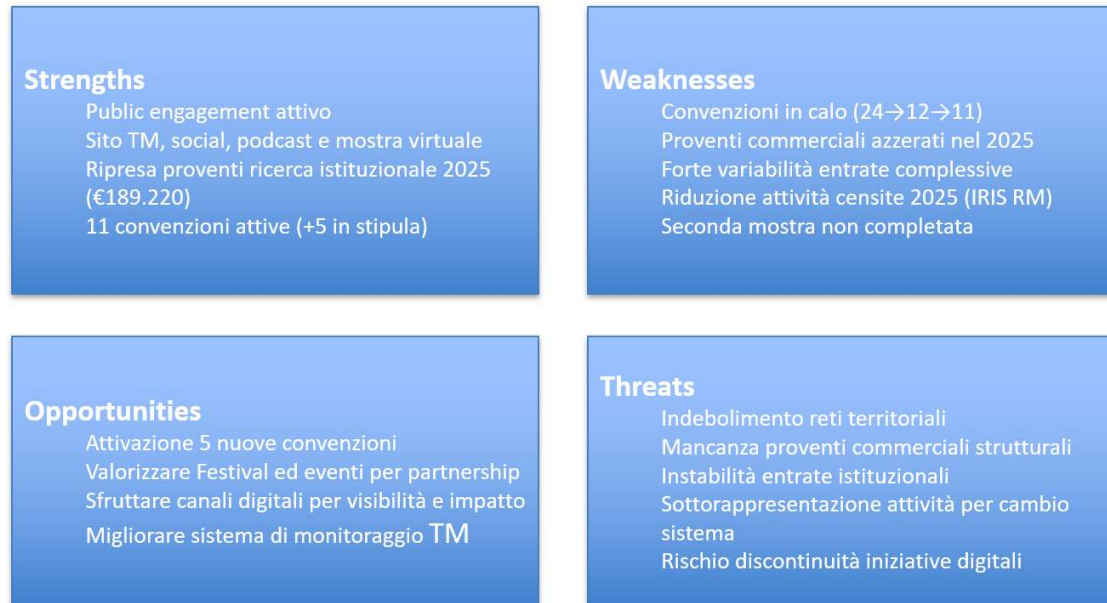 Strengths
Public engagement attivo
Sito TM, social, podcast e mostra virtuale
Ripresa proventi ricerca istituzionale 2025
(€189.220)
11 convenzioni attive (+5 in stipula)
Weaknesses
Convenzioni in calo (24→12→11)
Proventi commerciali azzerati nel 2025
Forte variabilità entrate complessive
Riduzione attività censite 2025 (IRIS RM)
Seconda mostra non completata
Opportunities
Attivazione 5 nuove convenzioni
Valorizzare Festival ed eventi per partnership
Sfruttare canali digitali per visibilità e impatto
Migliorare sistema di monitoraggio TM
Threats
Indebolimento reti territoriali
Mancanza proventi commerciali strutturali
Instabilità entrate istituzionali
Sottorappresentazione attività per cambio
sistema
Rischio discontinuità iniziative digitali